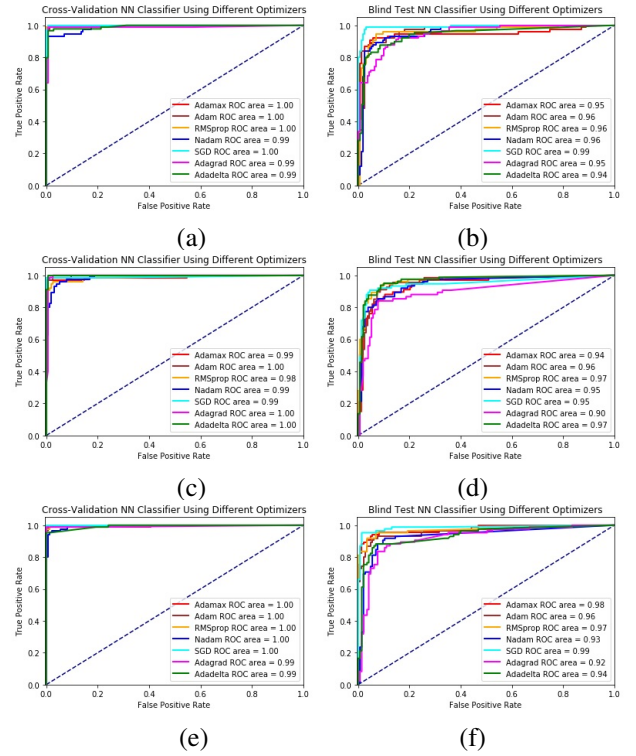 Cross-Validation NN Classifier Using Different Optimizers
True Positive Rate
1.0
0.8
0.6
0.4
0.2
0.0
Adamax ROC area = 1.00
Adam ROC area = 1.00
RMSprop ROC area = 1.00
Nadam ROC area = 0.99
SGD ROC area = 1.00
Adagrad ROC area = 0.99
Adadelta ROC area = 0.99
0.0 0.2 0.4 0.6 0.8 1.0
False Positive Rate
(a)
Blind Test NN Classifier Using Different Optimizers
True Positive Rate
1.0
0.8
0.6
0.4
0.2
0.0
Adamax ROC area = 0.95
Adam ROC area = 0.96
RMSprop ROC area = 0.96
Nadam ROC area = 0.96
SGD ROC area = 0.99
Adagrad ROC area = 0.95
Adadelta ROC area = 0.94
0.0 0.2 0.4 0.6 0.8 1.0
False Positive Rate
(b)
Cross-Validation NN Classifier Using Different Optimizers
True Positive Rate
1.0
0.8
0.6
0.4
0.2
0.0
Adamax ROC area = 0.99
Adam ROC area = 1.00
RMSprop ROC area = 0.98
Nadam ROC area = 0.99
SGD ROC area = 0.99
Adagrad ROC area = 1.00
Adadelta ROC area = 1.00
0.0 0.2 0.4 0.6 0.8 1.0
False Positive Rate
(c)
Blind Test NN Classifier Using Different Optimizers
True Positive Rate
1.0
0.8
0.6
0.4
0.2
0.0
Adamax ROC area = 0.94
Adam ROC area = 0.96
RMSprop ROC area = 0.97
Nadam ROC area = 0.95
SGD ROC area = 0.95
Adagrad ROC area = 0.90
Adadelta ROC area = 0.97
0.0 0.2 0.4 0.6 0.8 1.0
False Positive Rate
(d)
Cross-Validation NN Classifier Using Different Optimizers
True Positive Rate
1.0
0.8
0.6
0.4
0.2
0.0
Adamax ROC area = 1.00
Adam ROC area = 1.00
RMSprop ROC area = 1.00
Nadam ROC area = 1.00
SGD ROC area = 1.00
Adagrad ROC area = 0.99
Adadelta ROC area = 0.99
0.0 0.2 0.4 0.6 0.8 1.0
False Positive Rate
(e)
Blind Test NN Classifier Using Different Optimizers
True Positive Rate
1.0
0.8
0.6
0.4
0.2
0.0
Adamax ROC area = 0.98
Adam ROC area = 0.96
RMSprop ROC area = 0.97
Nadam ROC area = 0.93
SGD ROC area = 0.99
Adagrad ROC area = 0.92
Adadelta ROC area = 0.94
0.0 0.2 0.4 0.6 0.8 1.0
False Positive Rate
(f)